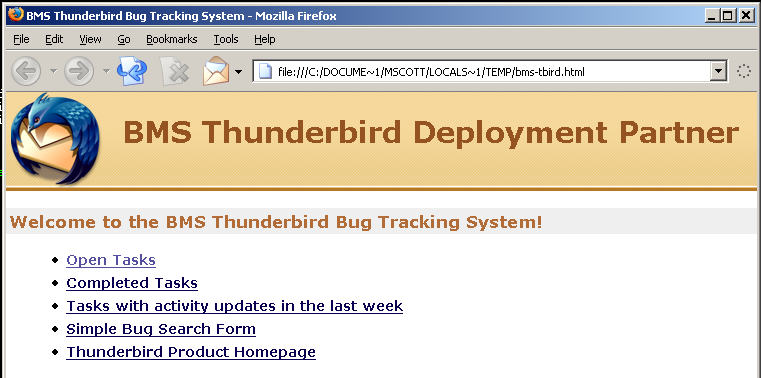 BMS Thunderbird Bug Tracking System - Mozilla Firefox
File Edit View Go Bookmarks Tools Help
file:///C:/DOCUME~1/MSCOTT/LOCALS~1/TEMP/bms-tbird.html
BMS Thunderbird Deployment Partner
Welcome to the BMS Thunderbird Bug Tracking System!
Open Tasks
Completed Tasks
Tasks with activity updates in the last week
Simple Bug Search Form
Thunderbird Product Homepage